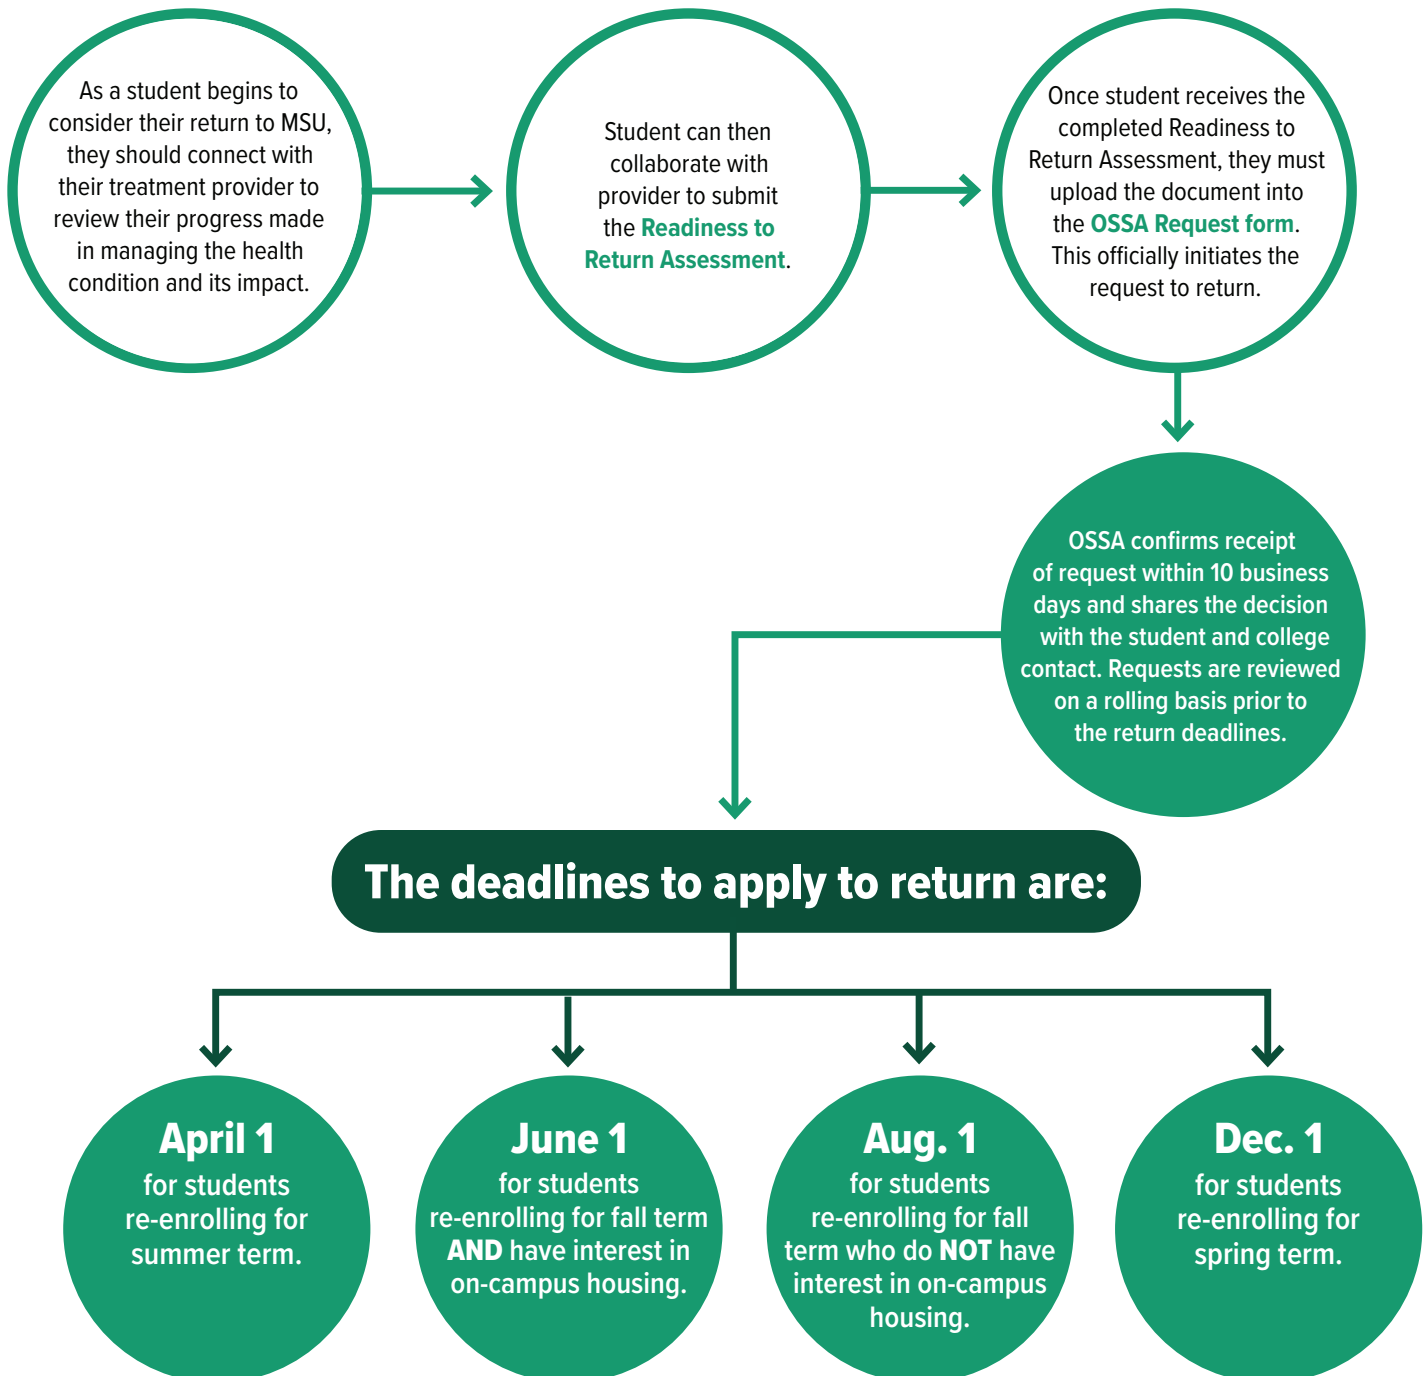 As a student begins to
consider their return to MSU,
they should connect with
their treatment provider to
review their progress made
in managing the health
condition and its impact.
Student can then
collaborate with
provider to submit
the Readiness to
Return Assessment.
Once student receives the
completed Readiness to
Return Assessment, they must
upload the document into
the OSSA Request form.
This officially initiates the
request to return.
OSSA confirms receipt
of request within 10 business
days and shares the decision
with the student and college
contact. Requests are reviewed
on a rolling basis prior to
the return deadlines.
The deadlines to apply to return are:
April 1
for students
re-enrolling for
summer term.
June 1
for students
re-enrolling for fall term
AND have interest in
on-campus housing.
Aug. 1
for students
re-enrolling for fall
term who do NOT have
interest in on-campus
housing.
Dec. 1
for students
re-enrolling for
spring term.